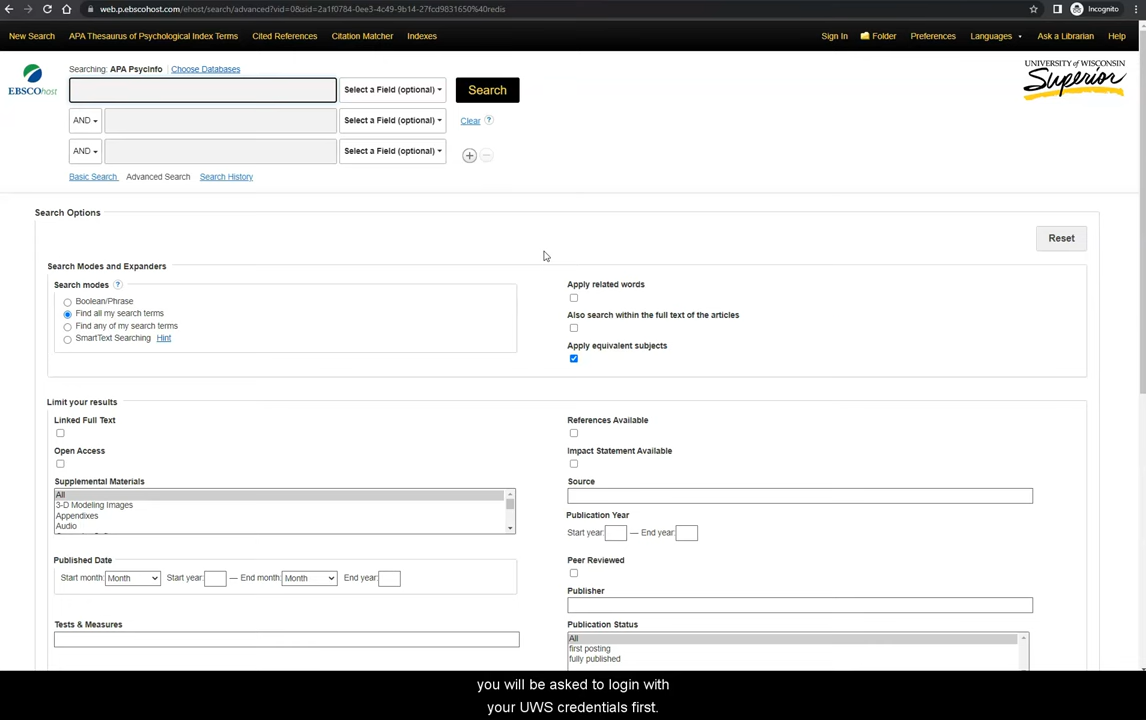 web.p.ebscohost.com/ehost/search/advanced?vid=0&sid=2a1f0784-0ee3-4c49-9b14-27fcd9831650%40redis
Incognito
New Search
APA Thesaurus of Psychological Index Terms
Cited References
Citation Matcher
Indexes
Sign In
Folder
Preferences
Languages
Ask a Librarian
Help
EBSCOhost
Searching: APA PsycInfo
Choose Databases
UNIVERSITY OF WISCONSIN
Superior
Select a Field (optional)
Search
AND
Select a Field (optional)
Clear
?
AND
Select a Field (optional)
Basic Search
Advanced Search
Search History
Search Options
Reset
Search Modes and Expanders
Search modes ?
Boolean/Phrase
Find all my search terms
Find any of my search terms
SmartText Searching Hint
Apply related words
Also search within the full text of the articles
Apply equivalent subjects
Limit your results
Linked Full Text
Open Access
Supplemental Materials
All
3-D Modeling Images
Appendixes
Audio
Published Date
Start month: Month Start year: — End month: Month End year:
Tests & Measures
References Available
Impact Statement Available
Source
Publication Year
Start year: — End year:
Peer Reviewed
Publisher
Publication Status
All
first posting
fully published
you will be asked to login with
your UWS credentials first.